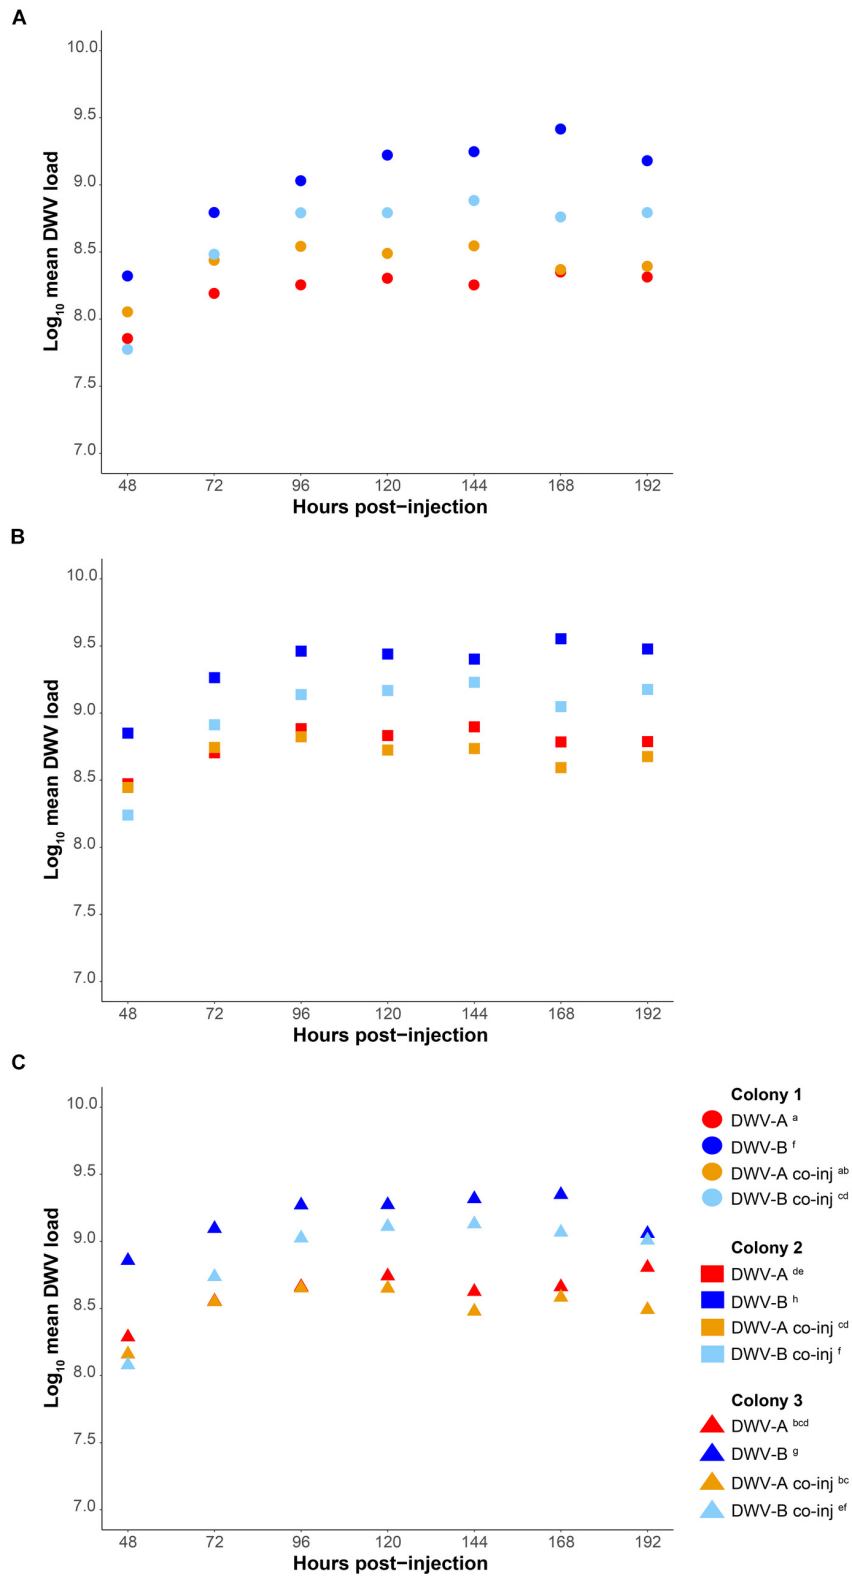 A
Log₁₀ mean DWV load
10.0
9.5
9.0
8.5
8.0
7.5
7.0
48 72 96 120 144 168 192
Hours post−injection
B
Log₁₀ mean DWV load
10.0
9.5
9.0
8.5
8.0
7.5
7.0
48 72 96 120 144 168 192
Hours post−injection
C
Log₁₀ mean DWV load
10.0
9.5
9.0
8.5
8.0
7.5
7.0
48 72 96 120 144 168 192
Hours post−injection
Colony 1
DWV-A a
DWV-B f
DWV-A co-inj ab
DWV-B co-inj cd
Colony 2
DWV-A de
DWV-B h
DWV-A co-inj cd
DWV-B co-inj f
Colony 3
DWV-A bcd
DWV-B g
DWV-A co-inj bc
DWV-B co-inj ef